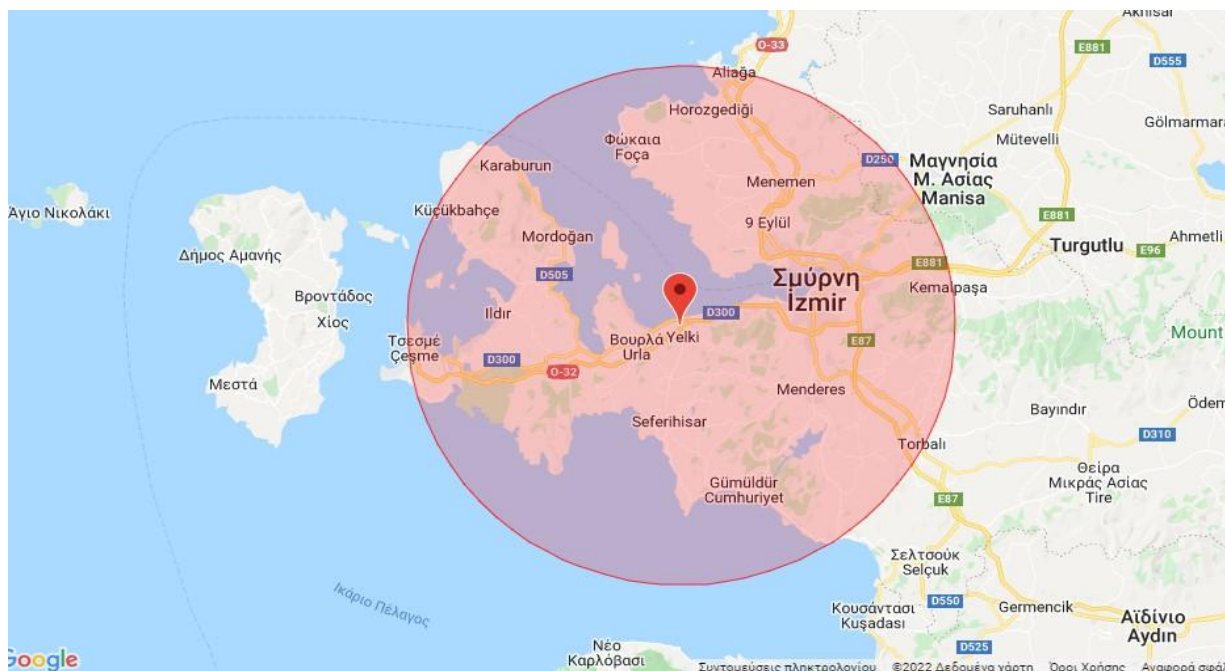 Akhisar
O-33
E881
D555
Aliağa
Saruhanlı
Horozgediği
Gölmarmara
Φώκαια
Foça
Mütevelli
Karaburun
D250
Μαγνησία
Μ. Ασίας
Manisa
Menemen
Άγιο Νικολάκι
Küçükbahçe
9 Eylül
E881
Turgutlu
Ahmetli
E96
Mordoğan
Δήμος Αμανής
D505
Σμύρνη
İzmir
E881
Kemalpaşa
Βροντάδος
Χίος
Ildır
D300
Mount
Τσεσμέ
Çeşme
Βουρλά
Urla
Yelki
E87
D300
O-32
Μεστά
Menderes
Bayındır
Seferihisar
D310
Torbalı
Θείρα
Μικράς Ασίας
Tire
Gümüldür
Cumhuriyet
E87
Σελτσούκ
Selçuk
Ικάριο Πέλαγος
Κουσάντασι
Kuşadası
D550
Germencik
Αϊδίνιο
Aydın
D525
Νέο
Καρλόβασι
Google
Συντομεύσεις πληκτρολογίου
©2022 Δεδομένα χάρτη
Όροι Χρήσης